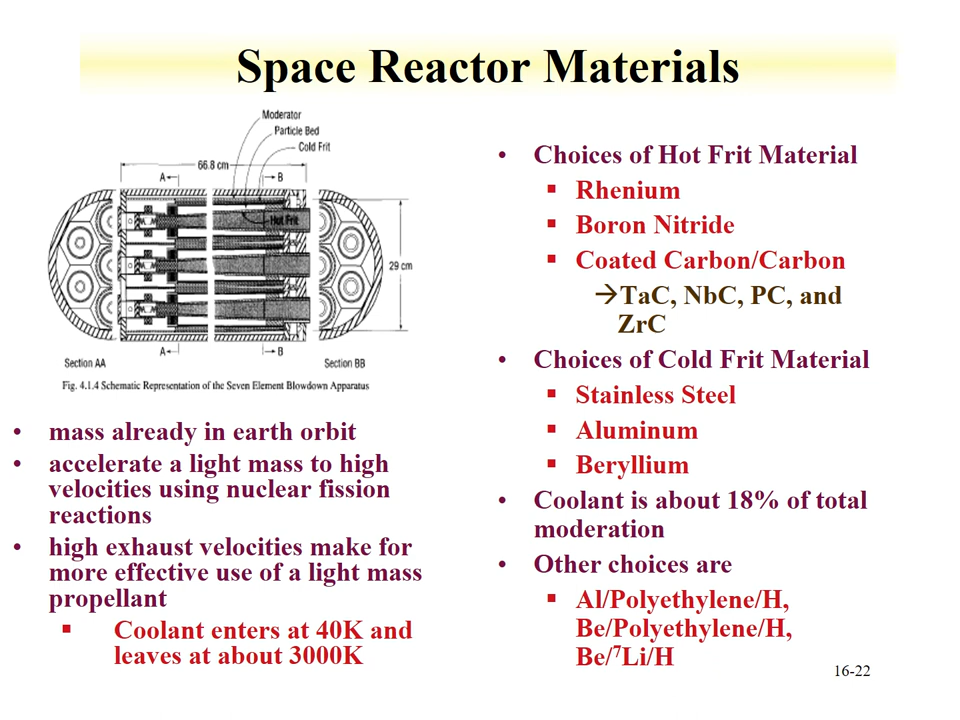 Space Reactor Materials
Moderator
Particle Bed
Cold Frit
66.8 cm
A
B
Hot Frit
29 cm
A
B
Section AA
Section BB
Fig. 4.1.4 Schematic Representation of the Seven Element Blowdown Apparatus
• mass already in earth orbit
• accelerate a light mass to high
velocities using nuclear fission
reactions
• high exhaust velocities make for
more effective use of a light mass
propellant
▪ Coolant enters at 40K and
leaves at about 3000K
• Choices of Hot Frit Material
▪ Rhenium
▪ Boron Nitride
▪ Coated Carbon/Carbon
→TaC, NbC, PC, and
ZrC
• Choices of Cold Frit Material
▪ Stainless Steel
▪ Aluminum
▪ Beryllium
• Coolant is about 18% of total
moderation
• Other choices are
▪ Al/Polyethylene/H,
Be/Polyethylene/H,
Be/⁷Li/H
16-22